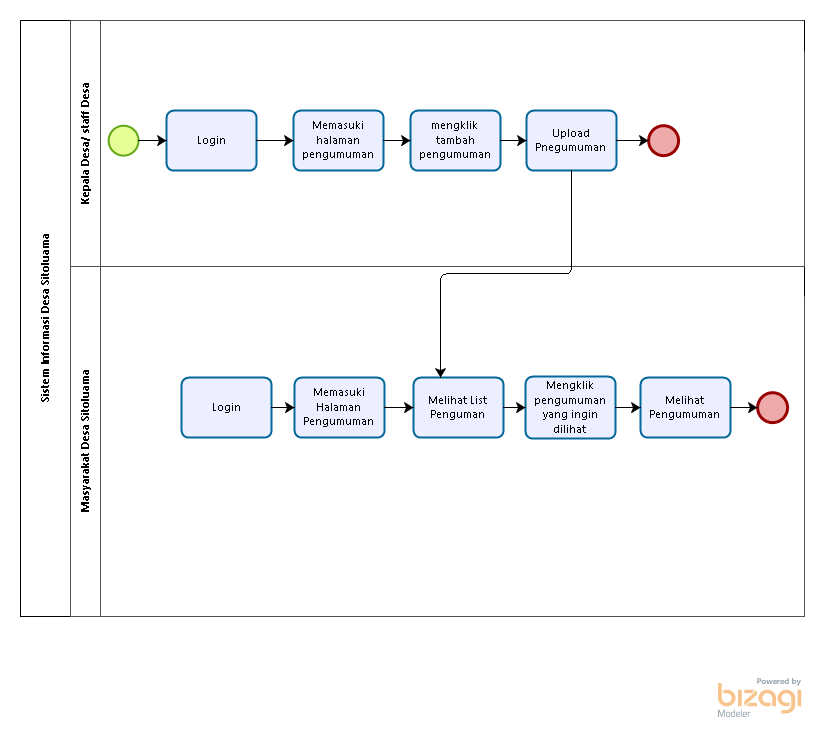 Sistem Informasi Desa Sitoluama
Kepala Desa/ staff Desa
Login
Memasuki
halaman
pengumuman
mengklik
tambah
pengumuman
Upload
Pnegumuman
Masyarakat Desa Sitoluama
Login
Memasuki
Halaman
Pengumuman
Melihat List
Penguman
Mengklik
pengumuman
yang ingin
dilihat
Melihat
Pengumuman
Powered by
bizagi
Modeler